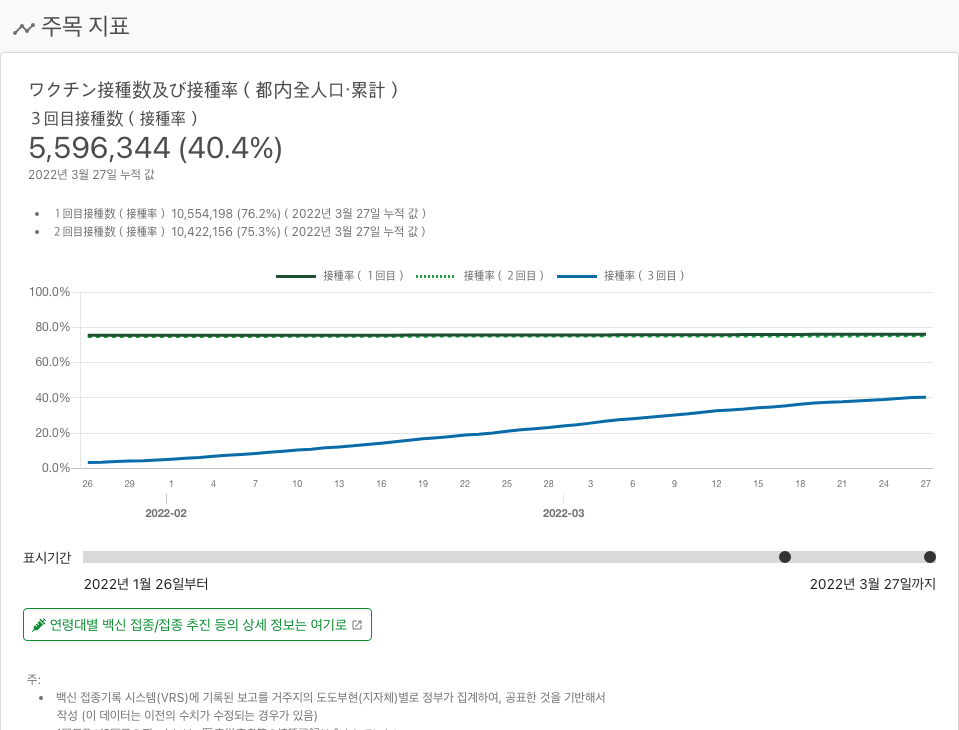 주목 지표
ワクチン接種数及び接種率 ( 都内全人口·累計 )
３回目接種数 ( 接種率 )
5,596,344 (40.4%)
2022년 3월 27일 누적 값
• １回目接種数 ( 接種率 ) 10,554,198 (76.2%) ( 2022년 3월 27일 누적 값 )
• ２回目接種数 ( 接種率 ) 10,422,156 (75.3%) ( 2022년 3월 27일 누적 값 )
接種率 ( １回目 ) 接種率 ( ２回目 ) 接種率 ( ３回目 )
100.0%
80.0%
60.0%
40.0%
20.0%
0.0%
26 29 1 4 7 10 13 16 19 22 25 28 3 6 9 12 15 18 21 24 27
2022-02 2022-03
표시기간
2022년 1월 26일부터 2022년 3월 27일까지
연령대별 백신 접종/접종 추진 등의 상세 정보는 여기로
주:
• 백신 접종기록 시스템(VRS)에 기록된 보고를 거주지의 도도부현(지자체)별로 정부가 집계하여, 공표한 것을 기반해서
작성 (이 데이터는 이전의 수치가 수정되는 경우가 있음)